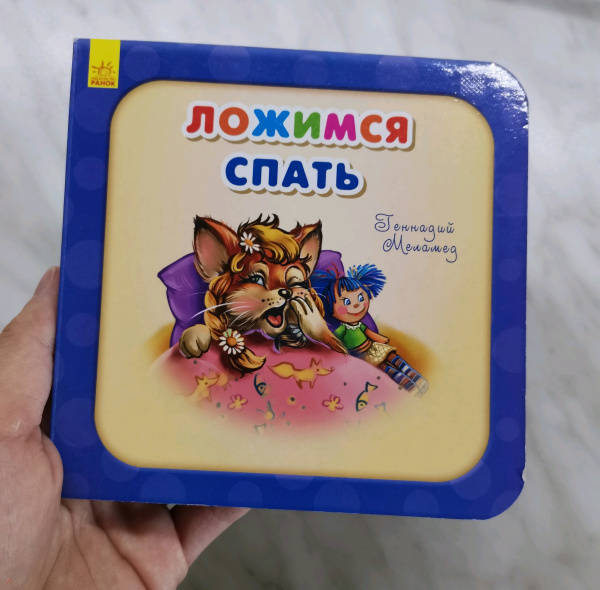 РАНОК
ЛОЖИМСЯ
СПАТЬ
Геннадий
Меламед